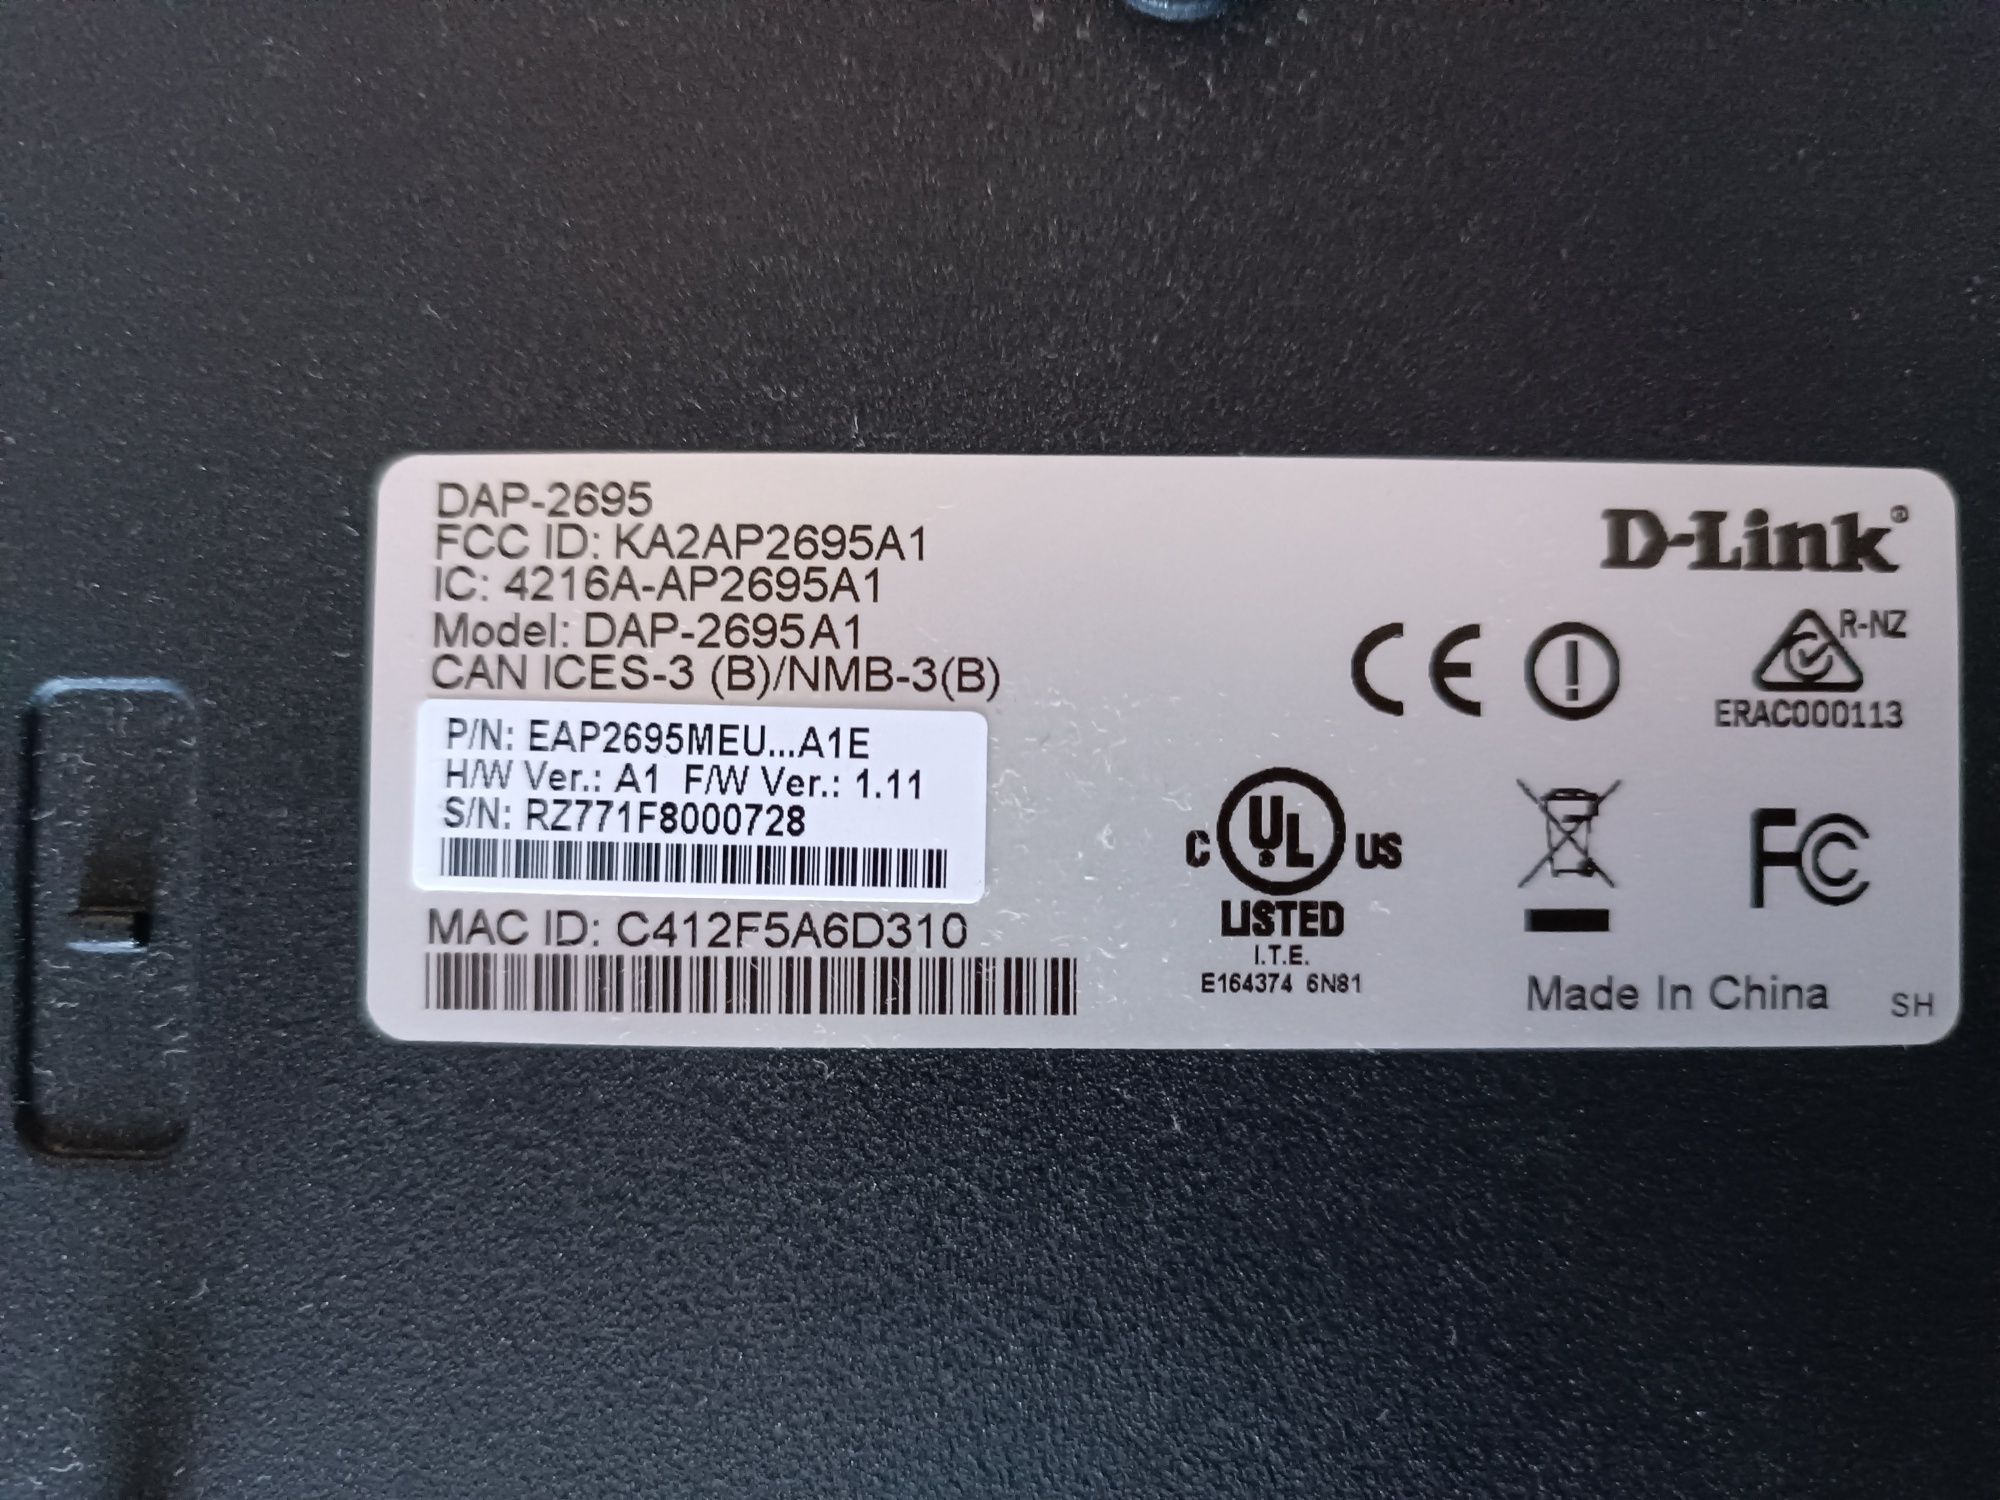 DAP-2695
FCC ID: KA2AP2695A1
IC: 4216A-AP2695A1
Model: DAP-2695A1
CAN ICES-3 (B)/NMB-3(B)
P/N: EAP2695MEU...A1E
H/W Ver.: A1 F/W Ver.: 1.11
S/N: RZ771F8000728
MAC ID: C412F5A6D310
D-Link®
CE
R-NZ
ERAC000113
C UL US
LISTED
I.T.E.
E164374 6N81
FC
Made In China
SH